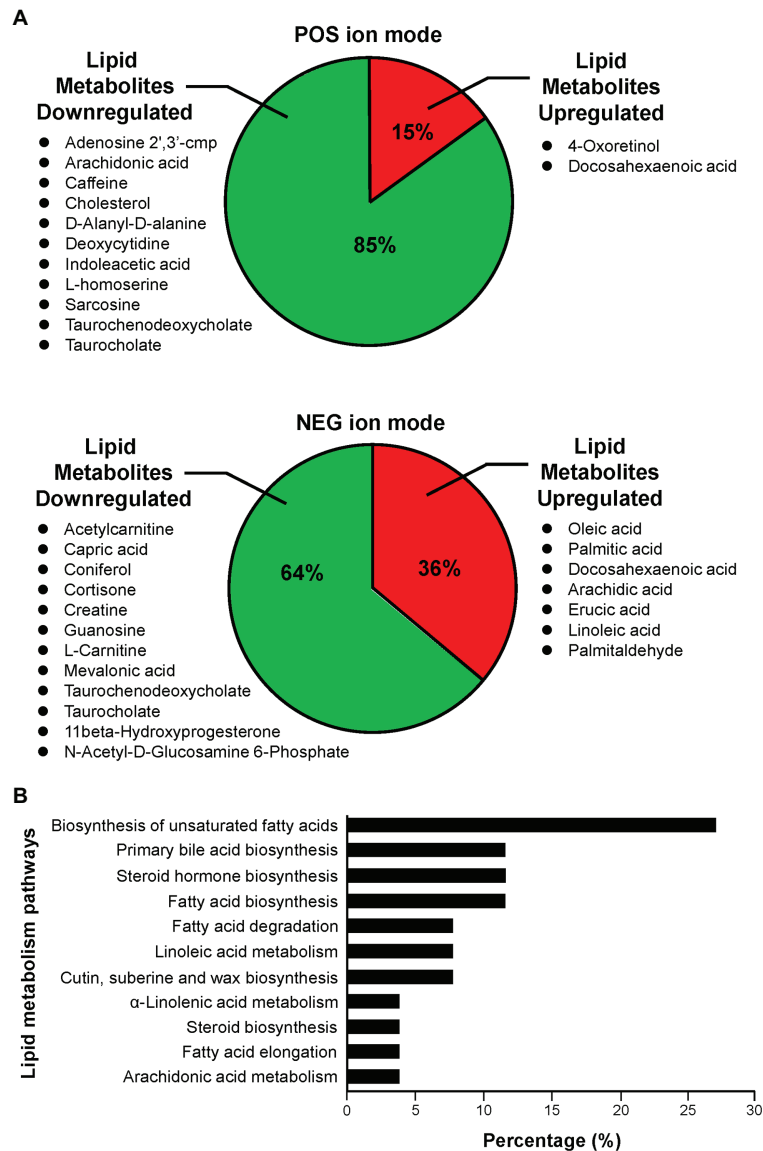 A
POS ion mode
Lipid
Metabolites
Downregulated
Adenosine 2',3’-cmp
Arachidonic acid
Caffeine
Cholesterol
D-Alanyl-D-alanine
Deoxycytidine
Indoleacetic acid
L-homoserine
Sarcosine
Taurochenodeoxycholate
Taurocholate
15%
85%
Lipid
Metabolites
Upregulated
4-Oxoretinol
Docosahexaenoic acid
NEG ion mode
Lipid
Metabolites
Downregulated
Acetylcarnitine
Capric acid
Coniferol
Cortisone
Creatine
Guanosine
L-Carnitine
Mevalonic acid
Taurochenodeoxycholate
Taurocholate
11beta-Hydroxyprogesterone
N-Acetyl-D-Glucosamine 6-Phosphate
64%
36%
Lipid
Metabolites
Upregulated
Oleic acid
Palmitic acid
Docosahexaenoic acid
Arachidic acid
Erucic acid
Linoleic acid
Palmitaldehyde
B
Lipid metabolism pathways
Biosynthesis of unsaturated fatty acids
Primary bile acid biosynthesis
Steroid hormone biosynthesis
Fatty acid biosynthesis
Fatty acid degradation
Linoleic acid metabolism
Cutin, suberine and wax biosynthesis
α-Linolenic acid metabolism
Steroid biosynthesis
Fatty acid elongation
Arachidonic acid metabolism
0 5 10 15 20 25 30
Percentage (%)